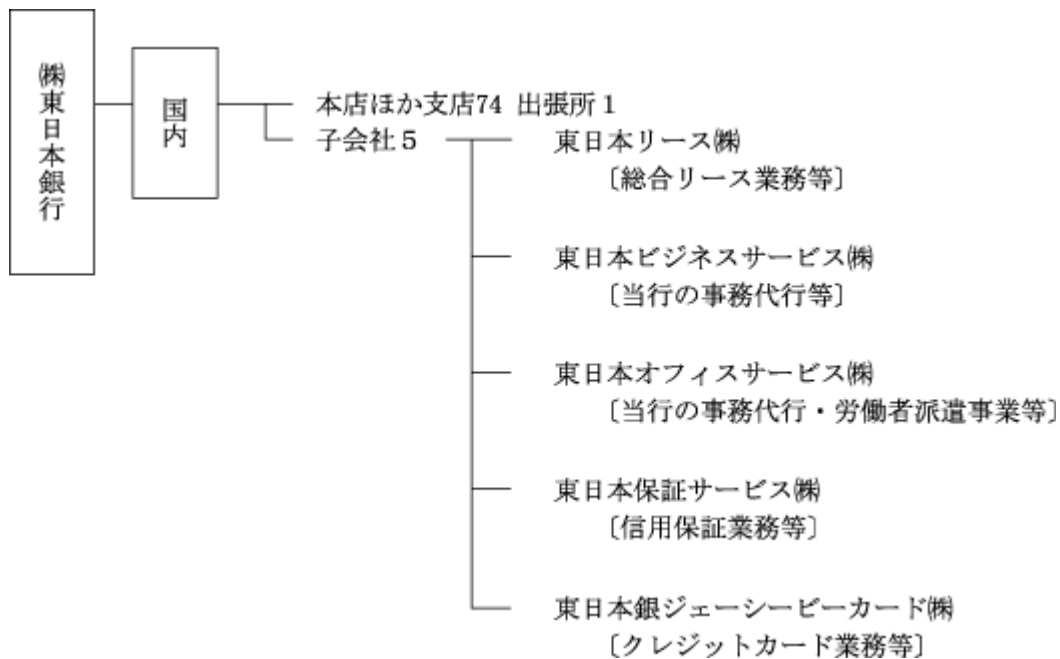 ㈱東日本銀行
国内
本店ほか支店74 出張所1
子会社5
東日本リース㈱
〔総合リース業務等〕
東日本ビジネスサービス㈱
〔当行の事務代行等〕
東日本オフィスサービス㈱
〔当行の事務代行・労働者派遣事業等〕
東日本保証サービス㈱
〔信用保証業務等〕
東日本銀ジェーシービーカード㈱
〔クレジットカード業務等〕